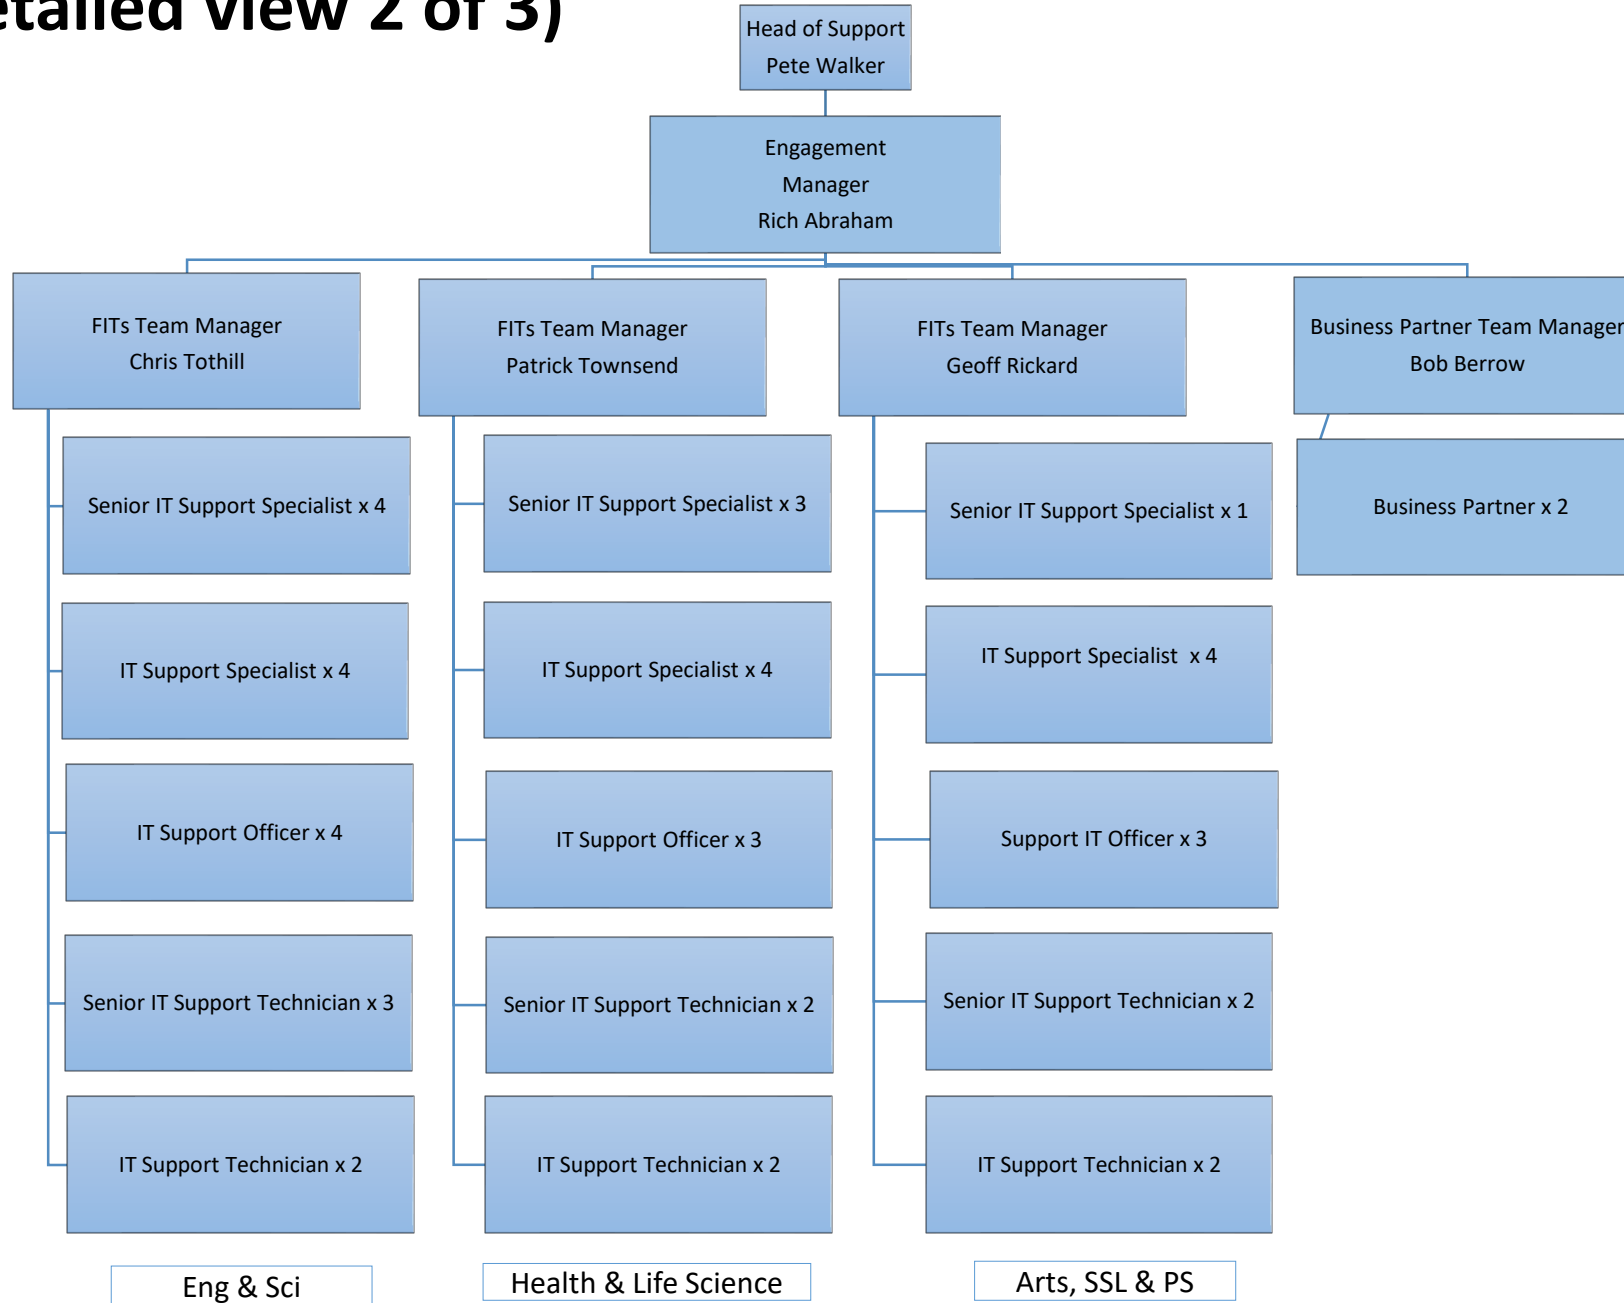 etailed view 2 of 3)
Head of Support
Pete Walker
Engagement
Manager
Rich Abraham
FITs Team Manager
Chris Tothill
FITs Team Manager
Patrick Townsend
FITs Team Manager
Geoff Rickard
Business Partner Team Manager
Bob Berrow
Senior IT Support Specialist x 4
Senior IT Support Specialist x 3
Senior IT Support Specialist x 1
Business Partner x 2
IT Support Specialist x 4
IT Support Specialist x 4
IT Support Specialist  x 4
IT Support Officer x 4
IT Support Officer x 3
Support IT Officer x 3
Senior IT Support Technician x 3
Senior IT Support Technician x 2
Senior IT Support Technician x 2
IT Support Technician x 2
IT Support Technician x 2
IT Support Technician x 2
Eng & Sci
Health & Life Science
Arts, SSL & PS